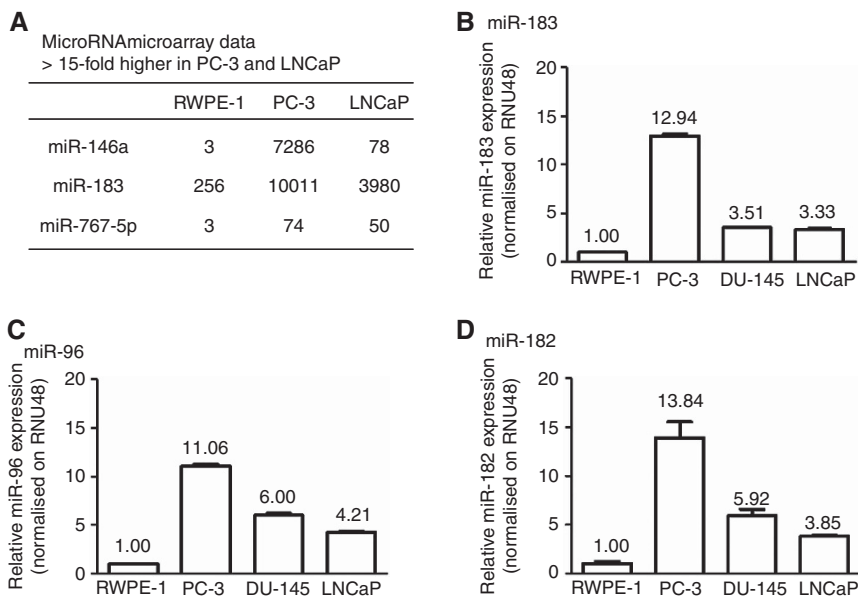 A
MicroRNAmicroarray data
> 15-fold higher in PC-3 and LNCaP
RWPE-1 PC-3 LNCaP
miR-146a 3 7286 78
miR-183 256 10011 3980
miR-767-5p 3 74 50
B miR-183
Relative miR-183 expression
(normalised on RNU48)
20
15
10
5
0
1.00
12.94
3.51
3.33
RWPE-1 PC-3 DU-145 LNCaP
C
miR-96
Relative miR-96 expression
(normalised on RNU48)
20
15
10
5
0
1.00
11.06
6.00
4.21
RWPE-1 PC-3 DU-145 LNCaP
D miR-182
Relative miR-182 expression
(normalised on RNU48)
20
15
10
5
0
1.00
13.84
5.92
3.85
RWPE-1 PC-3 DU-145 LNCaP